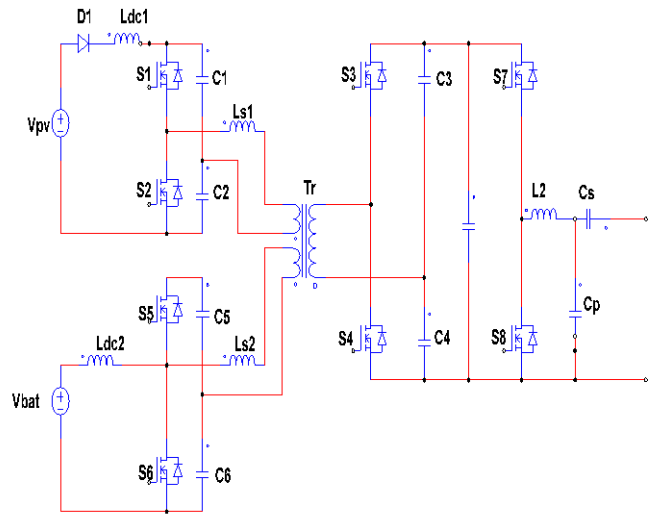 D1 Ldc1
S1 C1
S3 C3 S7
Vpv
Ls1
S2 C2
Tr
L2 Cs
S5 C5
Cp
Ldc2 Ls2
S4 C4 S8
Vbat
S6 C6